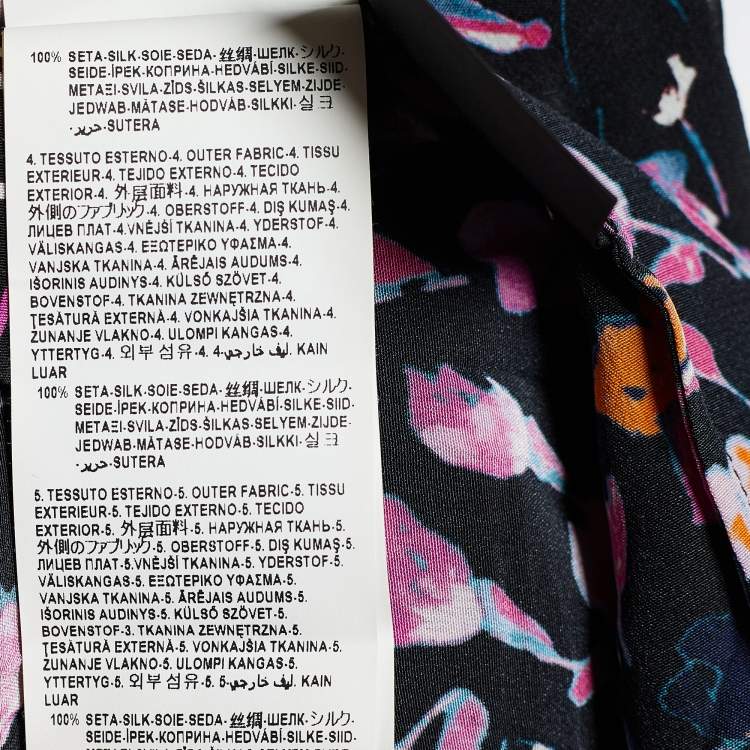 100% SETA-SILK-SOIE-SEDA-丝绸-ШЕЛК-シルク-
SEIDE-İPEK-КОПРИНА-HEDVÁBÍ-SILKE-SIID-
ΜΕΤΑΞΙ-SVILA-ZĪDS-ŠILKAS-SELYEM-ZIJDE-
JEDWAB-MĂTASE-HODVÁB-SILKKI-실크
-حرير-SUTERA
4. TESSUTO ESTERNO-4. OUTER FABRIC-4. TISSU
EXTERIEUR-4. TEJIDO EXTERNO-4. TECIDO
EXTERIOR-4. 外层面料-4. НАРУЖНАЯ ТКАНЬ-4.
外側のファブリック-4. OBERSTOFF-4. DIŞ KUMAŞ-4.
ЛИЦЕВ ПЛАТ-4.VNĚJŠÍ TKANINA-4. YDERSTOF-4.
VÄLISKANGAS-4. ΕΞΩΤΕΡΙΚΟ ΥΦΑΣΜΑ-4.
VANJSKA TKANINA-4. ĀRĒJAIS AUDUMS-4.
IŠORINIS AUDINYS-4. KÜLSŐ SZÖVET-4.
BOVENSTOF-4. TKANINA ZEWNĘTRZNA-4.
ŢESĂTURĂ EXTERNĂ-4. VONKAJŠIA TKANINA-4.
ZUNANJE VLAKNO-4. ULOMPI KANGAS-4.
YTTERTYG-4. 외부 섬유-4. ليف خارجي-4. KAIN
LUAR
100% SETA-SILK-SOIE-SEDA-丝绸-ШЕЛК-シルク-
SEIDE-İPEK-КОПРИНА-HEDVÁBÍ-SILKE-SIID-
ΜΕΤΑΞΙ-SVILA-ZĪDS-ŠILKAS-SELYEM-ZIJDE-
JEDWAB-MĂTASE-HODVÁB-SILKKI-실크
-حرير-SUTERA
5. TESSUTO ESTERNO-5. OUTER FABRIC-5. TISSU
EXTERIEUR-5. TEJIDO EXTERNO-5. TECIDO
EXTERIOR-5. 外层面料-5. НАРУЖНАЯ ТКАНЬ-5.
外側のファブリック-5. OBERSTOFF-5. DIŞ KUMAŞ-5.
ЛИЦЕВ ПЛАТ-5.VNĚJŠÍ TKANINA-5. YDERSTOF-5.
VÄLISKANGAS-5. ΕΞΩΤΕΡΙΚΟ ΥΦΑΣΜΑ-5.
VANJSKA TKANINA-5. ĀRĒJAIS AUDUMS-5.
IŠORINIS AUDINYS-5. KÜLSŐ SZÖVET-5.
BOVENSTOF-3. TKANINA ZEWNĘTRZNA-5.
ŢESĂTURĂ EXTERNĂ-5. VONKAJŠIA TKANINA-5.
ZUNANJE VLAKNO-5. ULOMPI KANGAS-5.
YTTERTYG-5. 외부 섬유-5. ليف خارجي-5. KAIN
LUAR
100% SETA-SILK-SOIE-SEDA-丝绸-ШЕЛК-シルク-
SEIDE-İPEK-КОПРИНА-HEDVÁBÍ-SILKE-SIID-